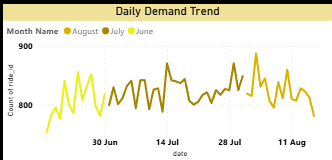 Daily Demand Trend
Month Name August July June
900
Count of ride_id
800
30 Jun 14 Jul 28 Jul 11 Aug
date